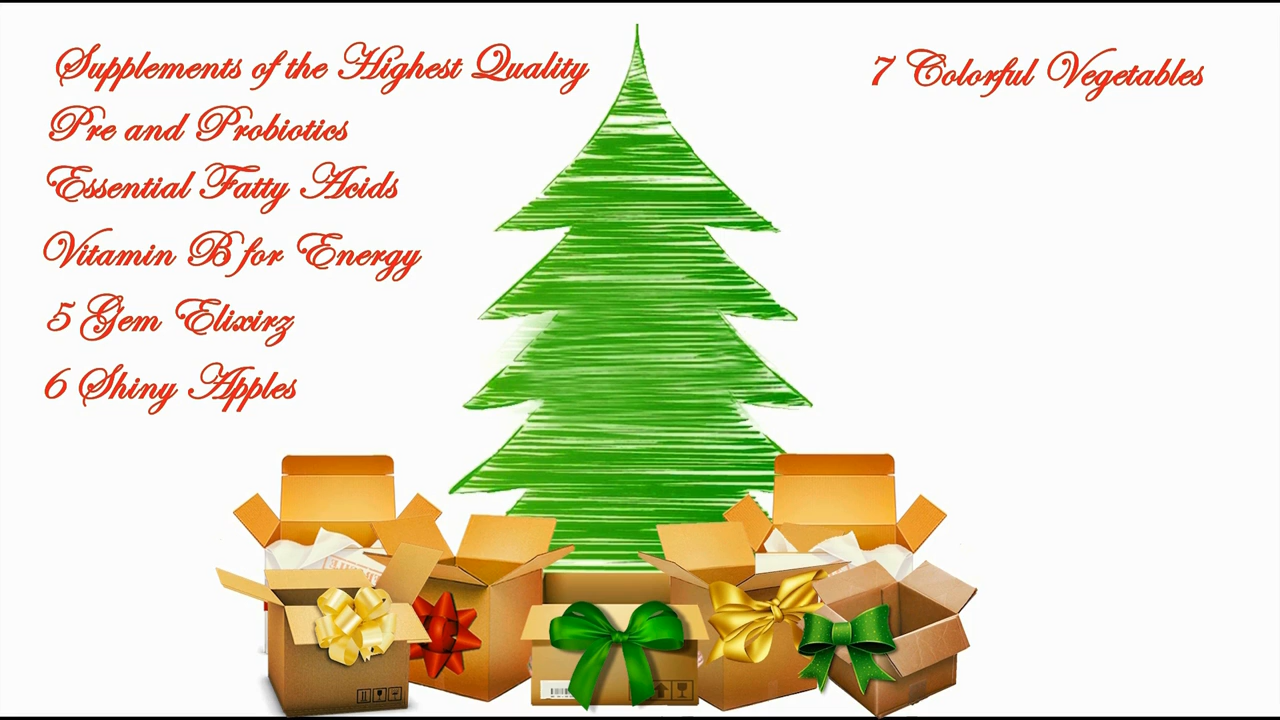 Supplements of the Highest Quality
Pre and Probiotics
Essential Fatty Acids
Vitamin B for Energy
5 Gem Elixirz
6 Shiny Apples
7 Colorful Vegetables